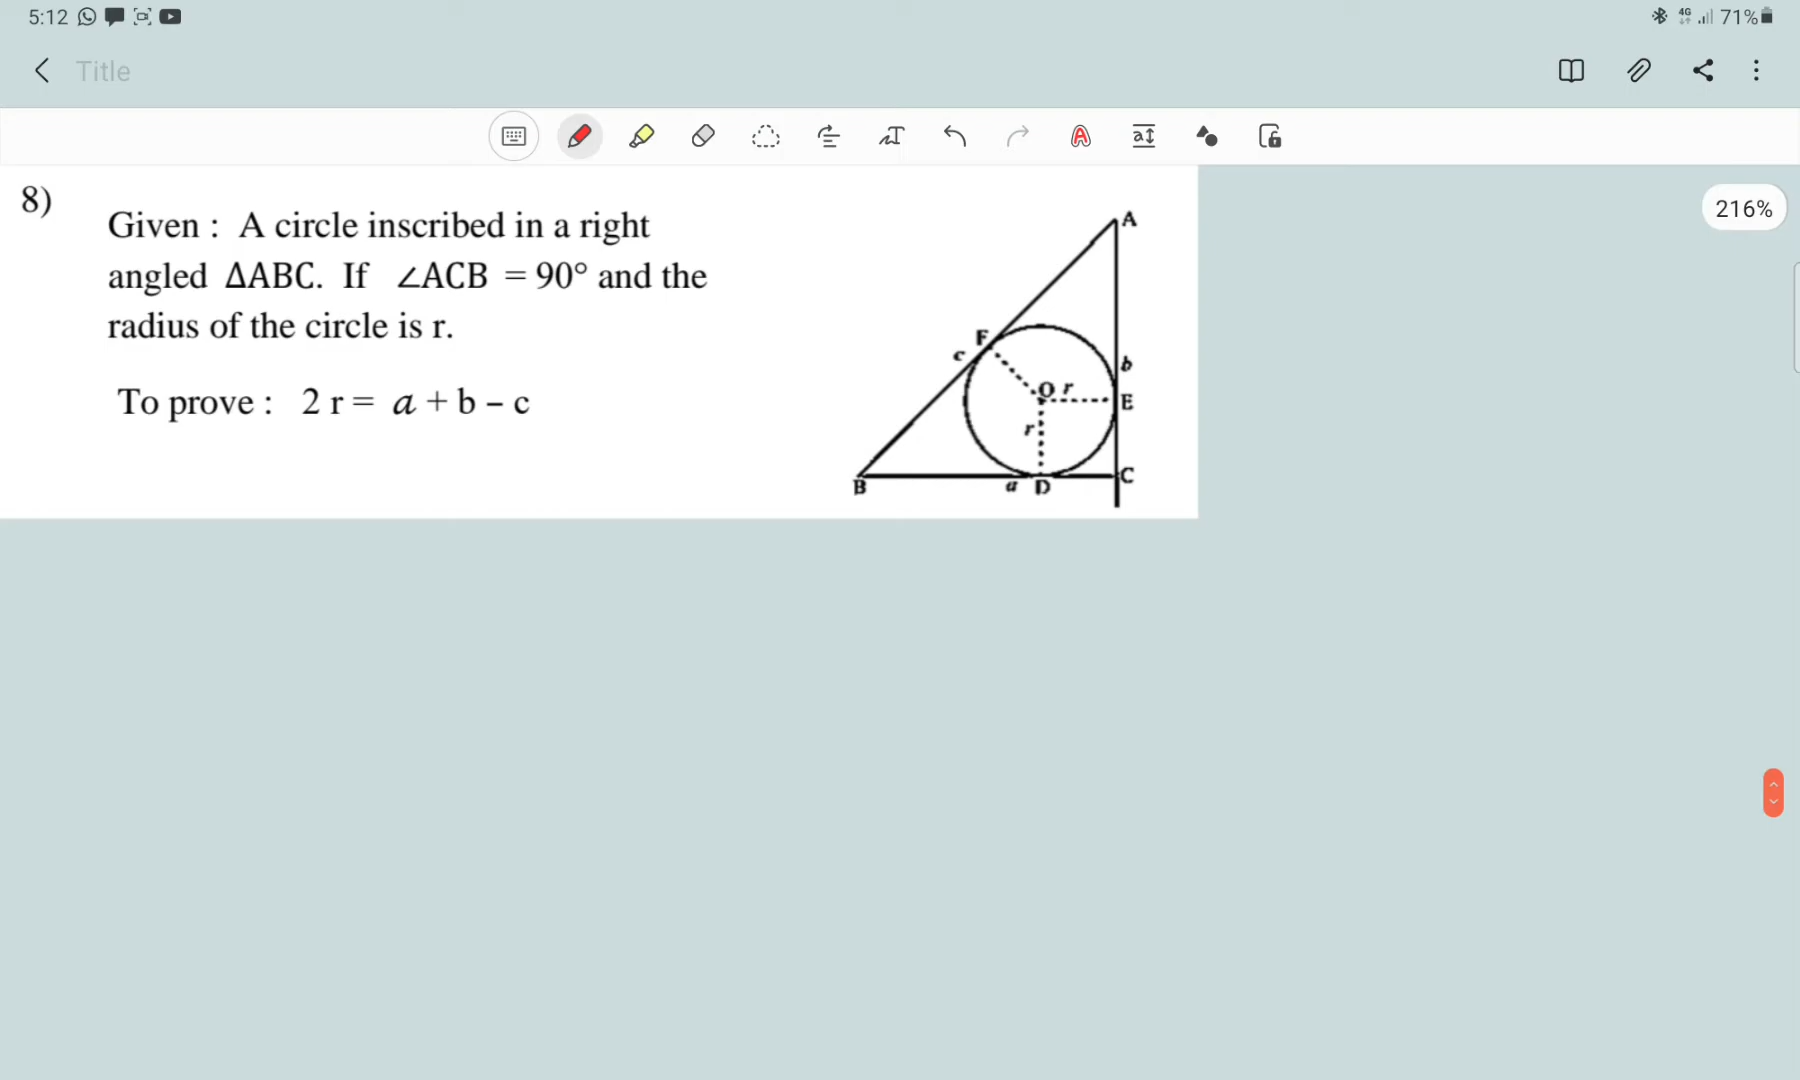 5:12
4G 71%
Title
216%
8)
Given : A circle inscribed in a right
angled ΔABC. If ∠ACB = 90° and the
radius of the circle is r.
To prove : 2 r = a + b – c
A
F
c
b
O r
E
r
B
a D
C